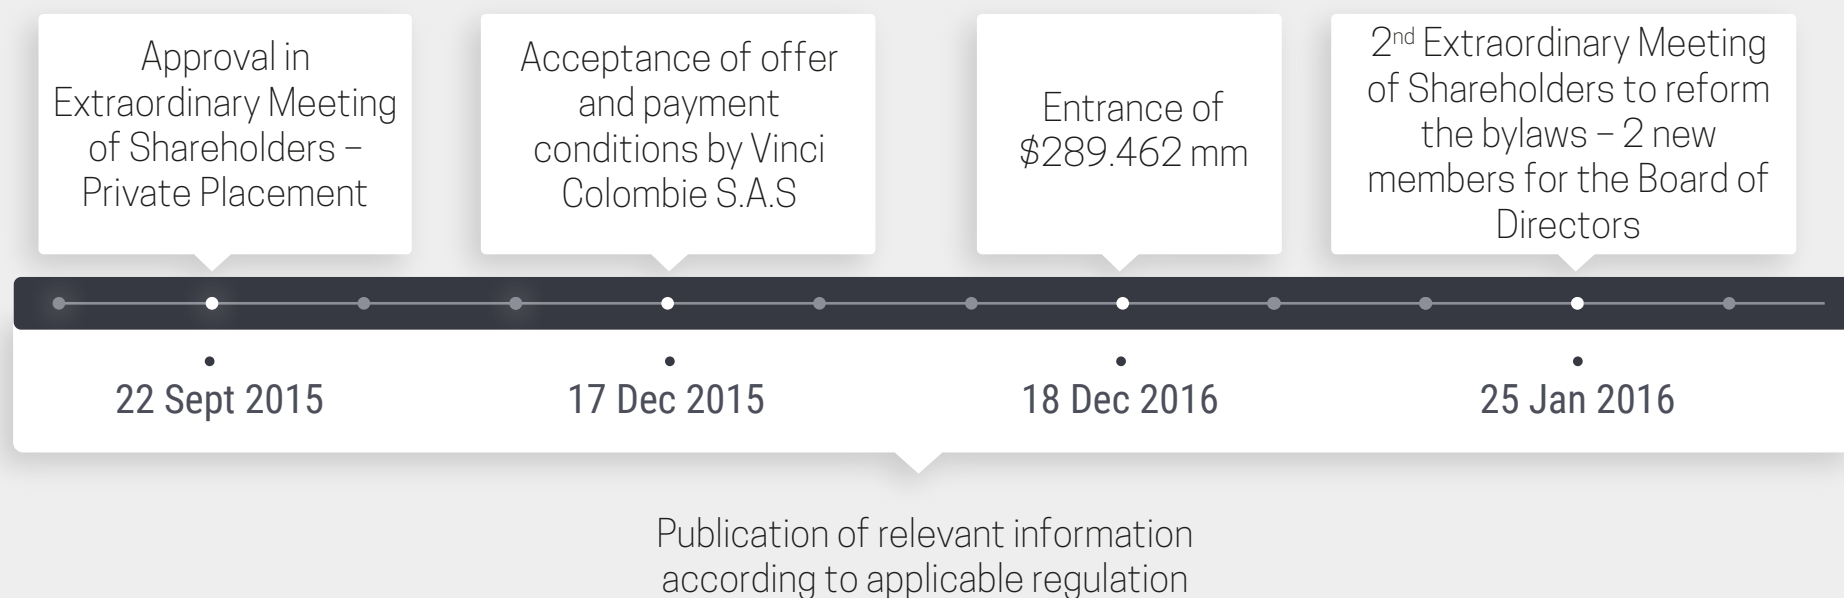 Approval in
Extraordinary Meeting
of Shareholders –
Private Placement
Acceptance of offer
and payment
conditions by Vinci
Colombie S.A.S
Entrance of
$289.462 mm
2nd Extraordinary Meeting
of Shareholders to reform
the bylaws – 2 new
members for the Board of
Directors
22 Sept 2015
17 Dec 2015
18 Dec 2016
25 Jan 2016
Publication of relevant information
according to applicable regulation